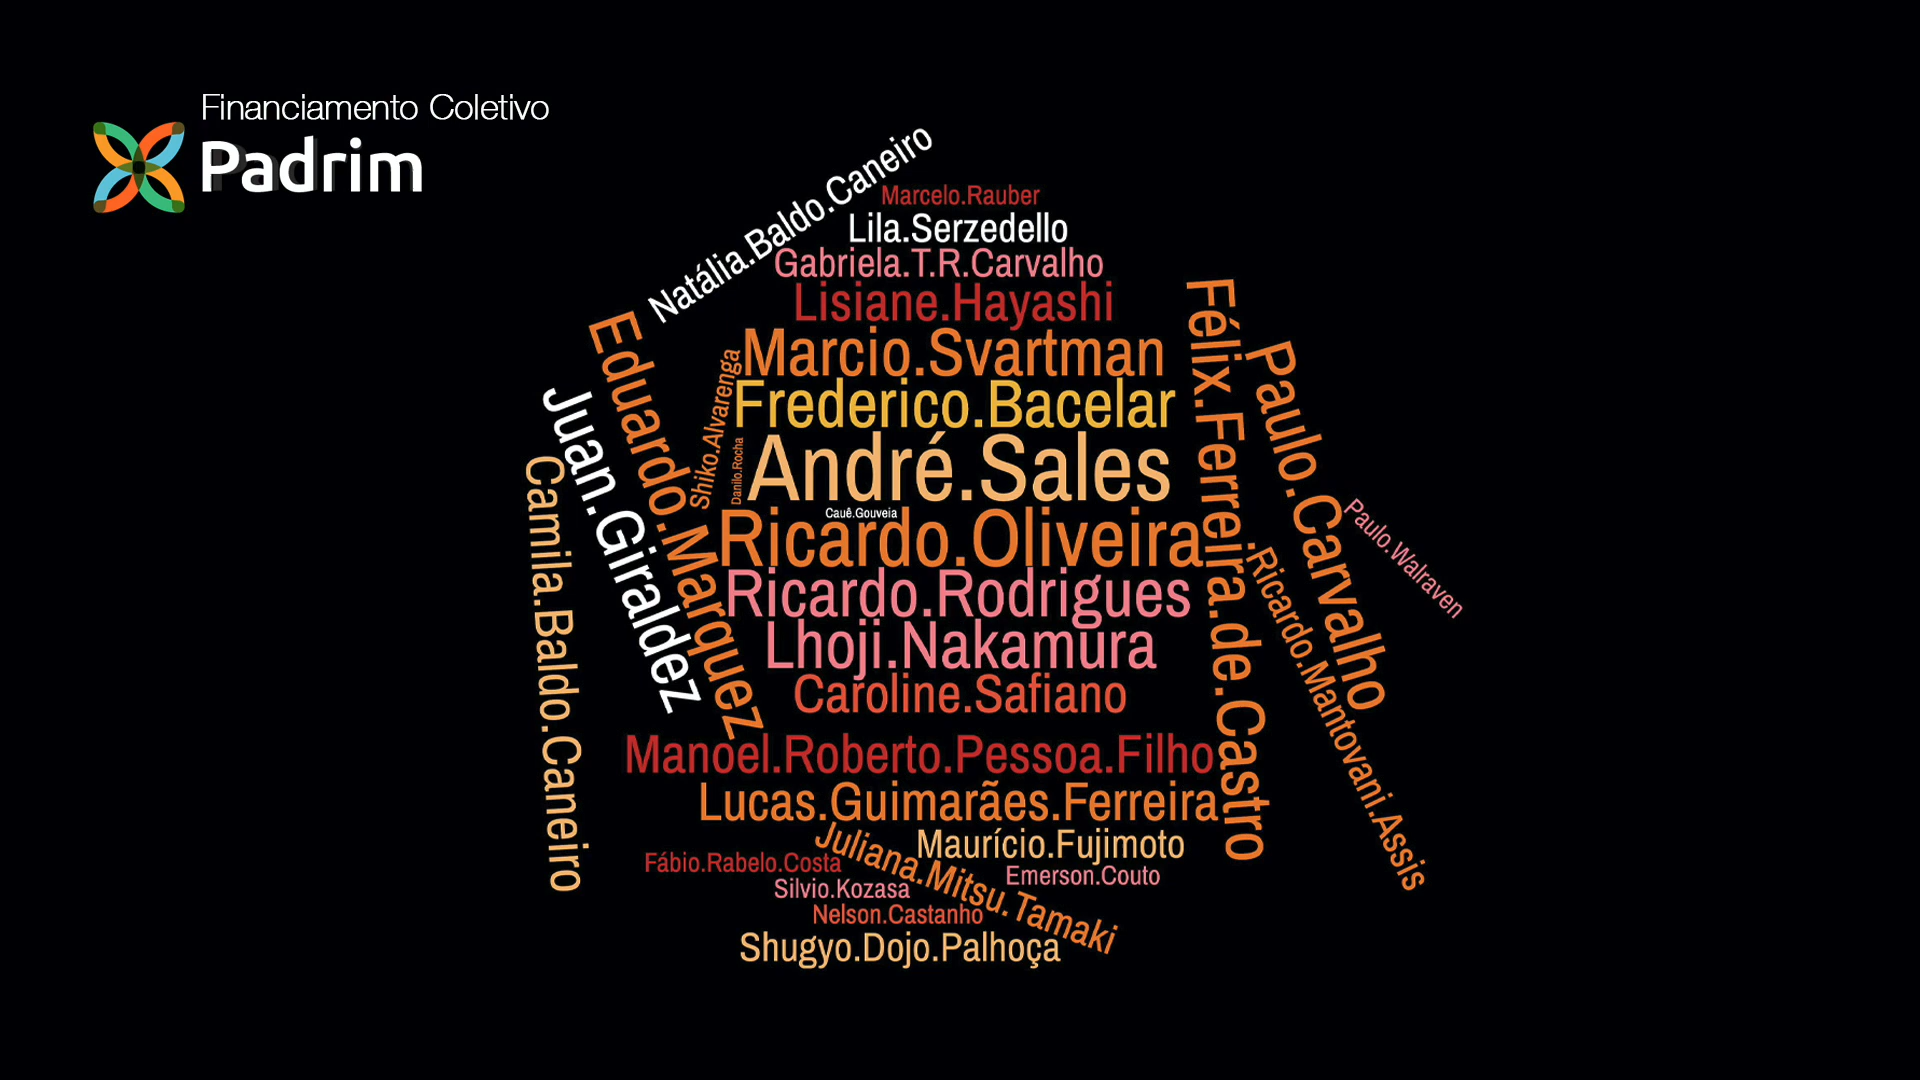 Financiamento Coletivo
Padrim
Natália.Baldo.Caneiro
Marcelo.Rauber
Lila.Serzedello
Gabriela.T.R.Carvalho
Lisiane.Hayashi
Marcio.Svartman
Frederico.Bacelar
André.Sales
Cauê.Gouveia
Ricardo.Oliveira
Ricardo.Rodrigues
Lhoji.Nakamura
Caroline.Safiano
Manoel.Roberto.Pessoa.Filho
Lucas.Guimarães.Ferreira
Maurício.Fujimoto
Juliana.Mitsu.Tamaki
Fábio.Rabelo.Costa
Emerson.Couto
Silvio.Kozasa
Nelson.Castanho
Shugyo.Dojo.Palhoça
Camila.Baldo.Caneiro
Juan.Giraldez
Eduardo.Marquez
Shiko.Alvarenga
Danilo.Rocha
Félix.Ferreira.de.Castro
Paulo.Carvalho
Ricardo.Mantovani.Assis
Paulo.Walraven